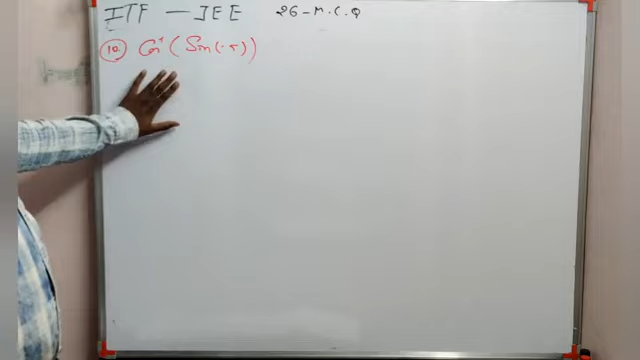 ITF — JEE 26-M.C.Q
10. Cos⁻¹(Sin(-5))